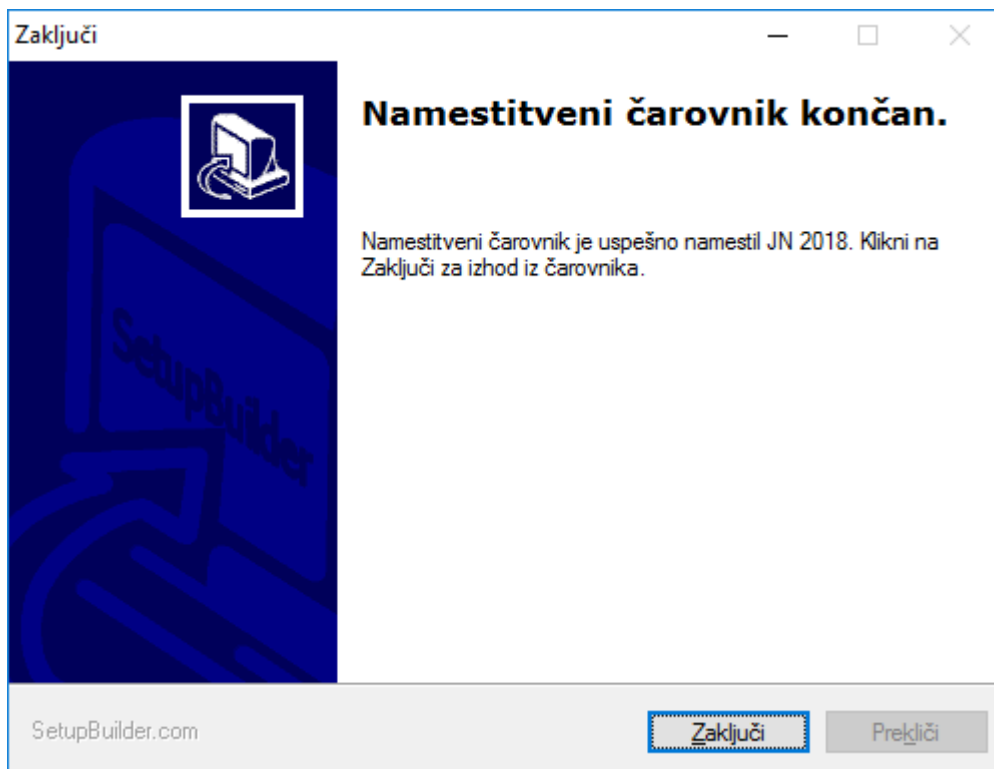 Zaključi
Namestitveni čarovnik končan.
Namestitveni čarovnik je uspešno namestil JN 2018. Klikni na
Zaključi za izhod iz čarovnika.
SetupBuilder
SetupBuilder.com
Zaključi
Prekliči